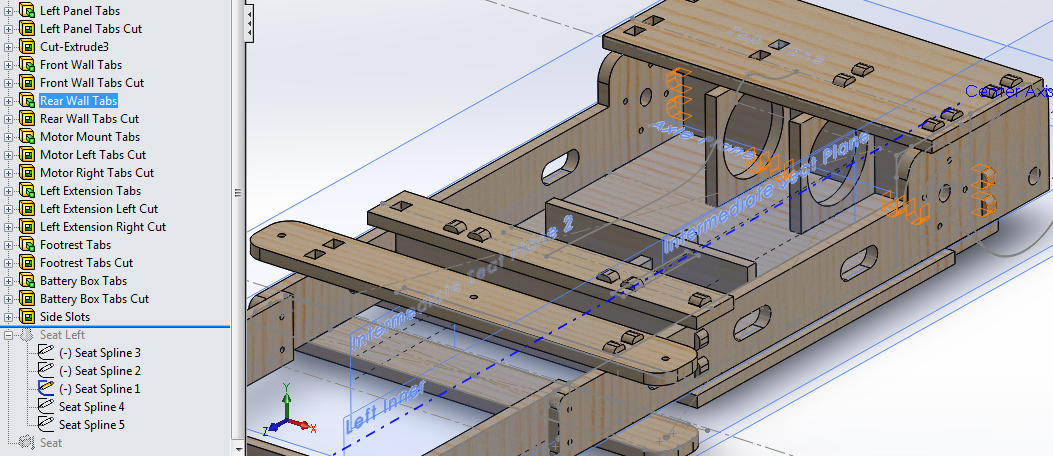 Left Panel Tabs
Left Panel Tabs Cut
Cut-Extrude3
Front Wall Tabs
Front Wall Tabs Cut
Rear Wall Tabs
Rear Wall Tabs Cut
Motor Mount Tabs
Motor Left Tabs Cut
Motor Right Tabs Cut
Left Extension Tabs
Left Extension Left Cut
Left Extension Right Cut
Footrest Tabs
Footrest Tabs Cut
Battery Box Tabs
Battery Box Tabs Cut
Side Slots
Seat Left
(-) Seat Spline 3
(-) Seat Spline 2
(-) Seat Spline 1
Seat Spline 4
Seat Spline 5
Seat
Center Axis
Axle Plane
Intermediate Seat Plane
Intermediate Seat Plane 2
Left Inner
Y
Z
X